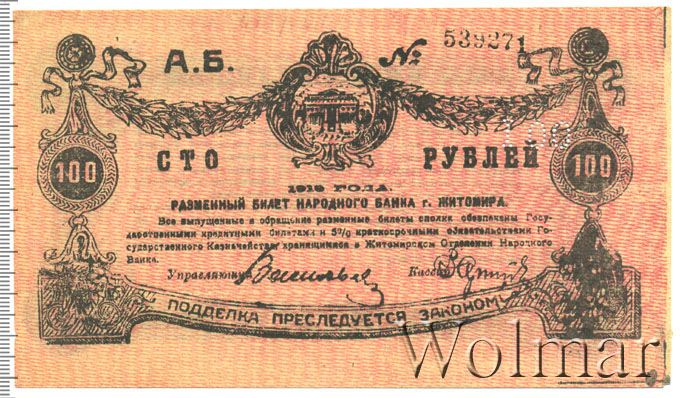 А.Б. № 539271
100 СТО РУБЛЕЙ 100
1919 ГОДА.
РАЗМЕННЫЙ БИЛЕТ НАРОДНОГО БАНКА г. ЖИТОМИРА.
Все выпущенные в обращение разменные билеты сполна обеспечены Госу-
дарственными кредитными билетами и 5% краткосрочными обязательствами Го-
сударственного Казначейства хранящимися в Житомирском Отделении Народного
Банка.
Управляющий Кассир
ПОДДЕЛКА ПРЕСЛЕДУЕТСЯ ЗАКОНОМ
Wolmar